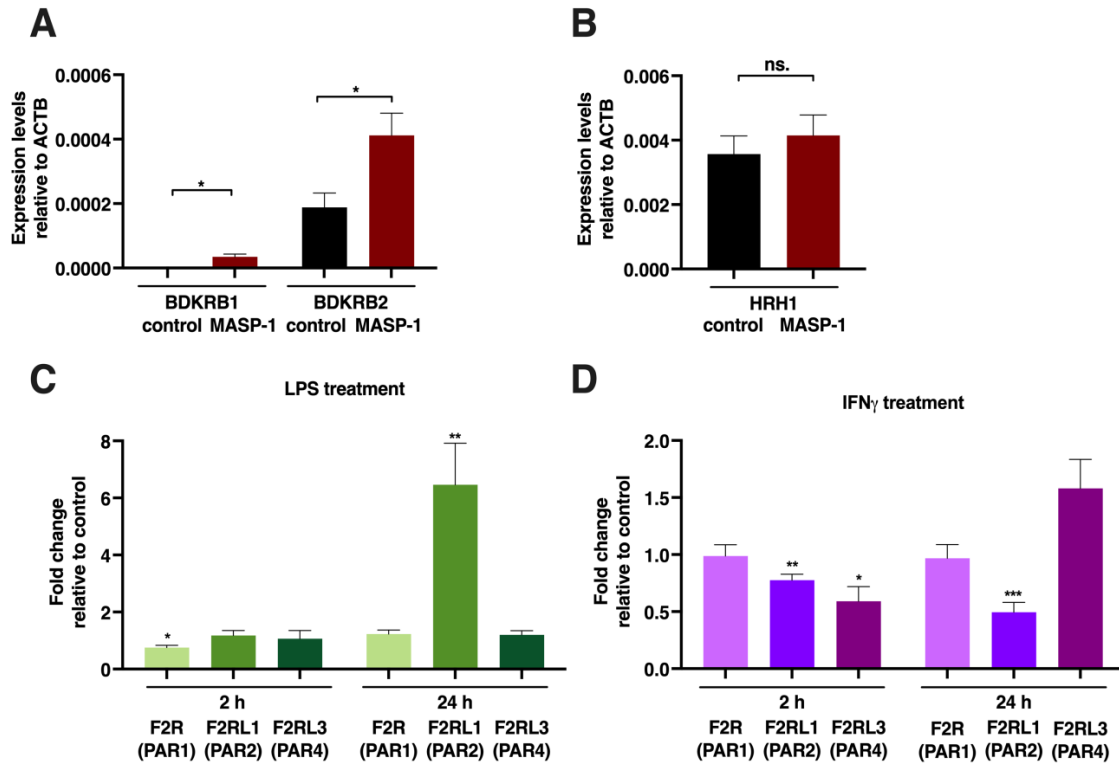 A
Expression levels
relative to ACTB
0.0006
0.0004
0.0002
0.0000
*
*
BDKRB1
control MASP-1
BDKRB2
control MASP-1
B
Expression levels
relative to ACTB
0.006
0.004
0.002
0.000
ns.
HRH1
control MASP-1
C
LPS treatment
Fold change
relative to control
8
6
4
2
0
*
**
2 h
24 h
F2R F2RL1 F2RL3 F2R F2RL1 F2RL3
(PAR1) (PAR2) (PAR4) (PAR1) (PAR2) (PAR4)
D
IFNγ treatment
Fold change
relative to control
2.0
1.5
1.0
0.5
0.0
**
*
***
2 h
24 h
F2R F2RL1 F2RL3 F2R F2RL1 F2RL3
(PAR1) (PAR2) (PAR4) (PAR1) (PAR2) (PAR4)